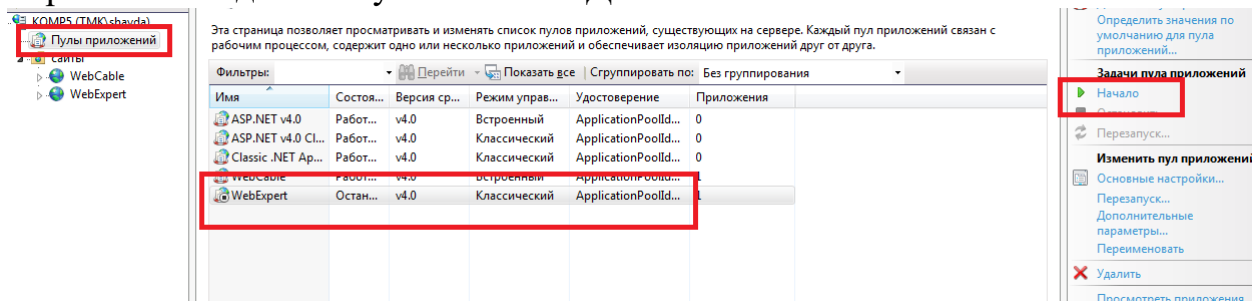 KOMP5 (TMK\shayda)
Пулы приложений
сайты
WebCable
WebExpert
Эта страница позволяет просматривать и изменять список пулов приложений, существующих на сервере. Каждый пул приложений связан с
рабочим процессом, содержит одно или несколько приложений и обеспечивает изоляцию приложений друг от друга.
Фильтры: Перейти Показать все Сгруппировать по: Без группирования
Имя Состоя... Версия ср... Режим управ... Удостоверение Приложения
ASP.NET v4.0 Работ... v4.0 Встроенный ApplicationPoolId... 0
ASP.NET v4.0 Cl... Работ... v4.0 Классический ApplicationPoolId... 0
Classic .NET Ap... Работ... v4.0 Классический ApplicationPoolId... 0
WebCable Работ... v4.0 Встроенный ApplicationPoolId... 1
WebExpert Остан... v4.0 Классический ApplicationPoolId... 1
Определить значения по
умолчанию для пула
приложений...
Задачи пула приложений
Начало
Остановить
Перезапуск...
Изменить пул приложений
Основные настройки...
Перезапуск...
Дополнительные
параметры...
Переименовать
Удалить
Просмотреть приложения